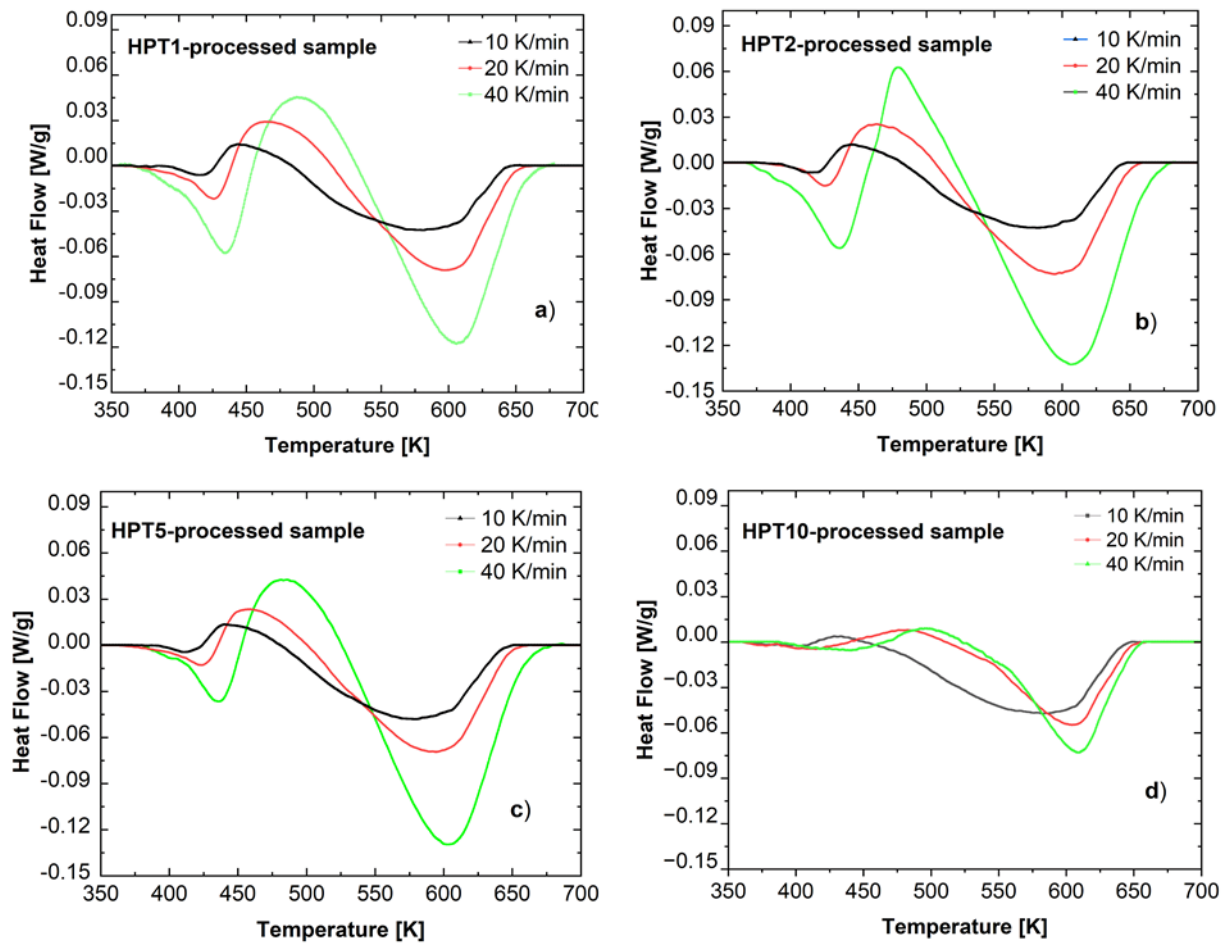 HPT1-processed sample
10 K/min
20 K/min
40 K/min
0.09
0.06
0.03
0.00
-0.03
-0.06
-0.09
-0.12
-0.15
Heat Flow [W/g]
a)
350 400 450 500 550 600 650 700
Temperature [K]
HPT2-processed sample
10 K/min
20 K/min
40 K/min
0.09
0.06
0.03
0.00
-0.03
-0.06
-0.09
-0.12
-0.15
Heat Flow [W/g]
b)
350 400 450 500 550 600 650 700
Temperature [K]
HPT5-processed sample
10 K/min
20 K/min
40 K/min
0.09
0.06
0.03
0.00
-0.03
-0.06
-0.09
-0.12
-0.15
Heat Flow [W/g]
c)
350 400 450 500 550 600 650 700
Temperature [K]
HPT10-processed sample
10 K/min
20 K/min
40 K/min
0.09
0.06
0.03
0.00
−0.03
−0.06
−0.09
−0.12
−0.15
Heat Flow [W/g]
d)
350 400 450 500 550 600 650 700
Temperature [K]